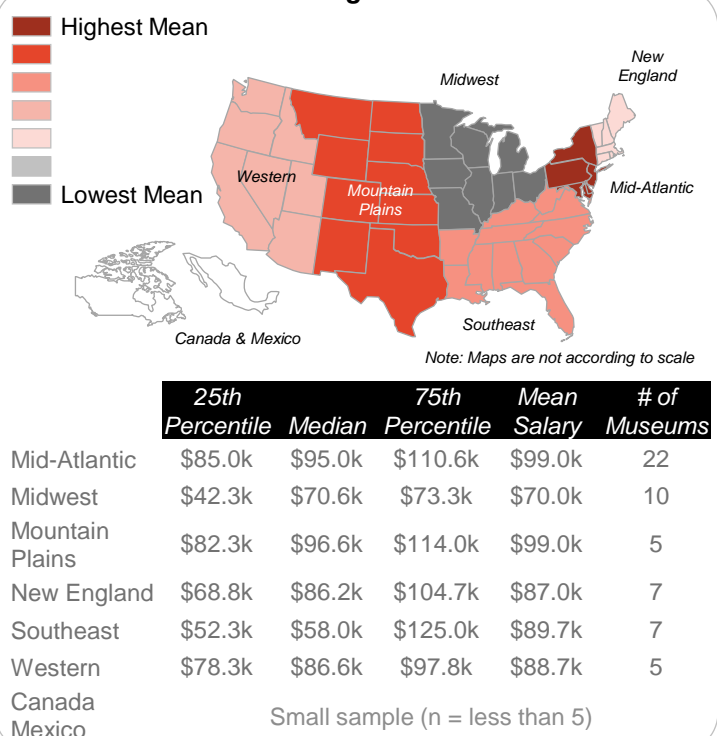 Highest Mean
New
England
Midwest
Western
Mountain
Plains
Lowest Mean
Mid-Atlantic
Canada & Mexico
Southeast
Note: Maps are not according to scale
25th Percentile Median 75th Percentile Mean Salary # of Museums
Mid-Atlantic $85.0k $95.0k $110.6k $99.0k 22
Midwest $42.3k $70.6k $73.3k $70.0k 10
Mountain
Plains $82.3k $96.6k $114.0k $99.0k 5
New England $68.8k $86.2k $104.7k $87.0k 7
Southeast $52.3k $58.0k $125.0k $89.7k 7
Western $78.3k $86.6k $97.8k $88.7k 5
Canada
Mexico Small sample (n = less than 5)